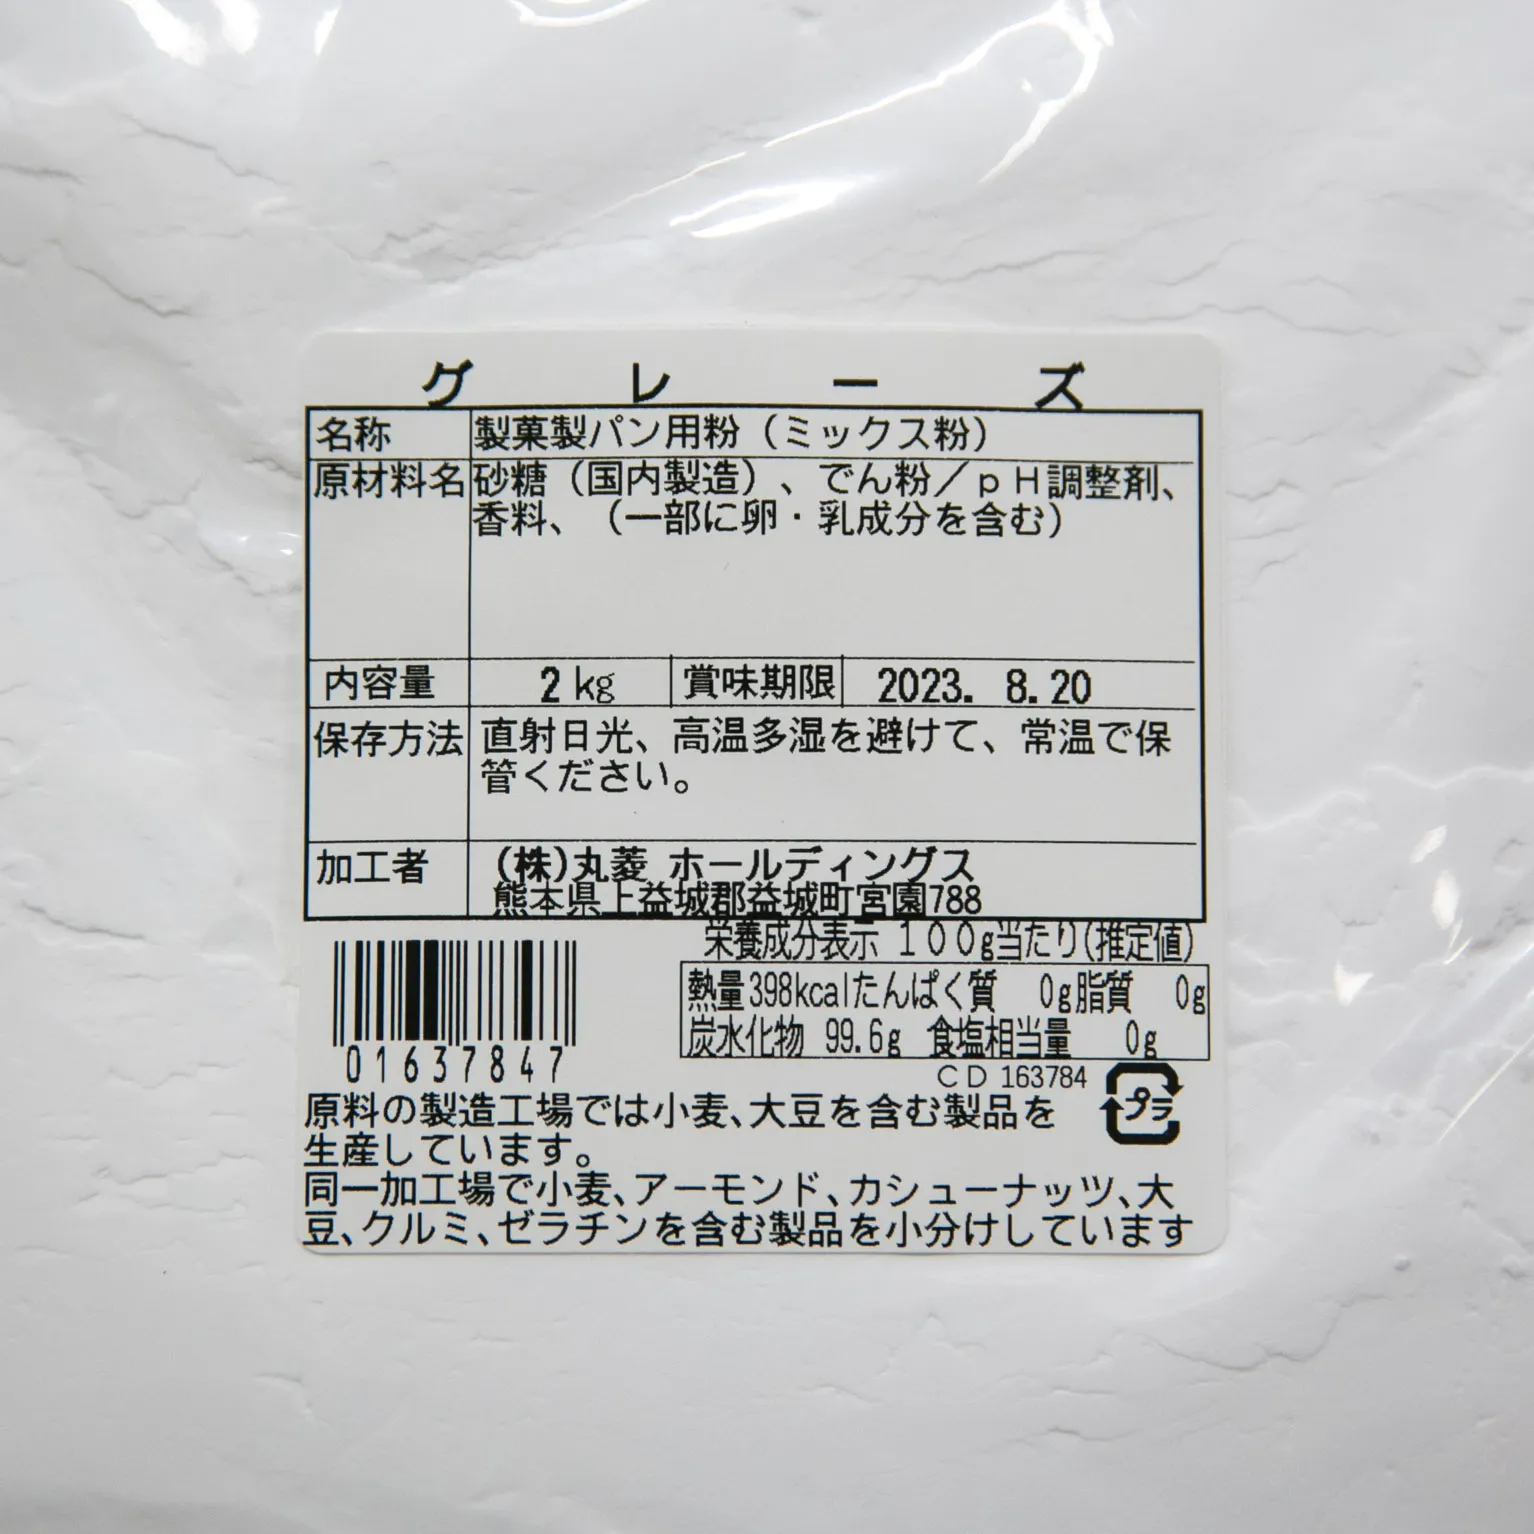 グレーズ
名称 製菓製パン用粉（ミックス粉）
原材料名 砂糖（国内製造）、でん粉／ｐＨ調整剤、
香料、（一部に卵・乳成分を含む）
内容量 2kg 賞味期限 2023. 8.20
保存方法 直射日光、高温多湿を避けて、常温で保
管ください。
加工者 (株)丸菱 ホールディングス
熊本県上益城郡益城町宮園788
栄養成分表示 １００g当たり(推定値)
熱量398kcalたんぱく質 0g脂質 0g
炭水化物 99.6g 食塩相当量 0g
01637847
ＣＤ 163784
プラ
原料の製造工場では小麦、大豆を含む製品を
生産しています。
同一加工場で小麦、アーモンド、カシューナッツ、大
豆、クルミ、ゼラチンを含む製品を小分けしています